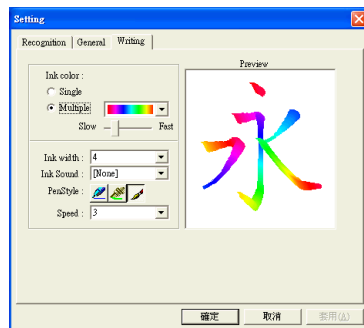 Setting
Recognition General Writing
Ink color :
Single
Multiple
Slow Fast
Ink width : 4
Ink Sound : [None]
PenStyle :
Speed : 3
Preview
永
確定 取消 套用(A)